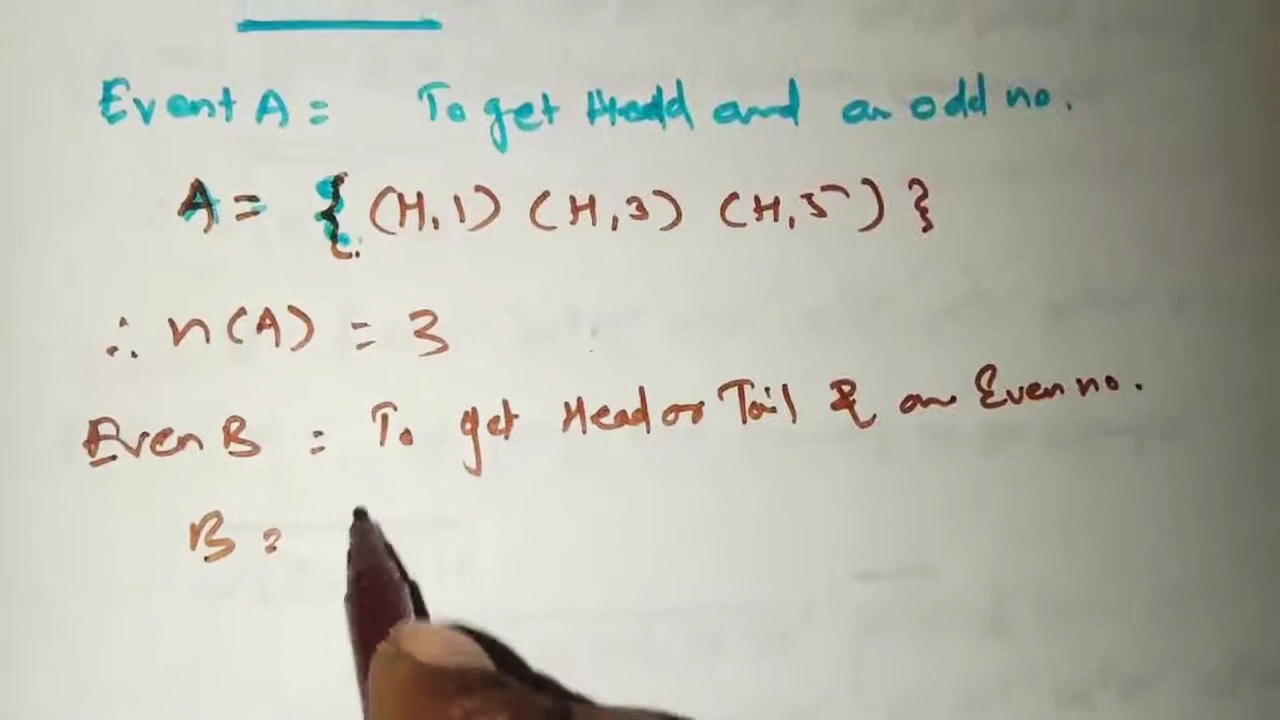 Event A = To get Headd and an odd no.
A = { (H,1) (H,3) (H,5) }
∴ n(A) = 3
Even B = To get Head or Tail & an Even no.
B =